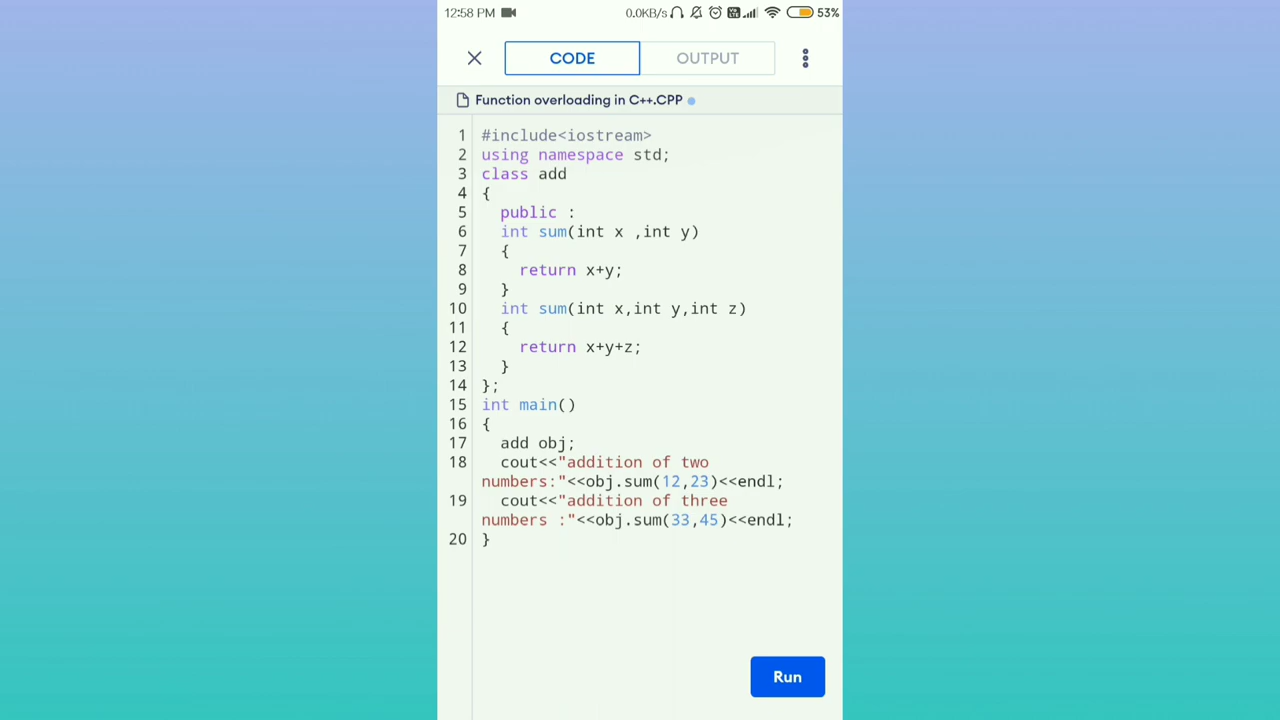 12:58 PM 0.0KB/s 53%
CODE OUTPUT
Function overloading in C++.CPP
1 #include<iostream>
2 using namespace std;
3 class add
4 {
5 public :
6 int sum(int x ,int y)
7 {
8 return x+y;
9 }
10 int sum(int x,int y,int z)
11 {
12 return x+y+z;
13 }
14 };
15 int main()
16 {
17 add obj;
18 cout<<"addition of two
numbers:"<<obj.sum(12,23)<<endl;
19 cout<<"addition of three
numbers :"<<obj.sum(33,45)<<endl;
20 }
Run